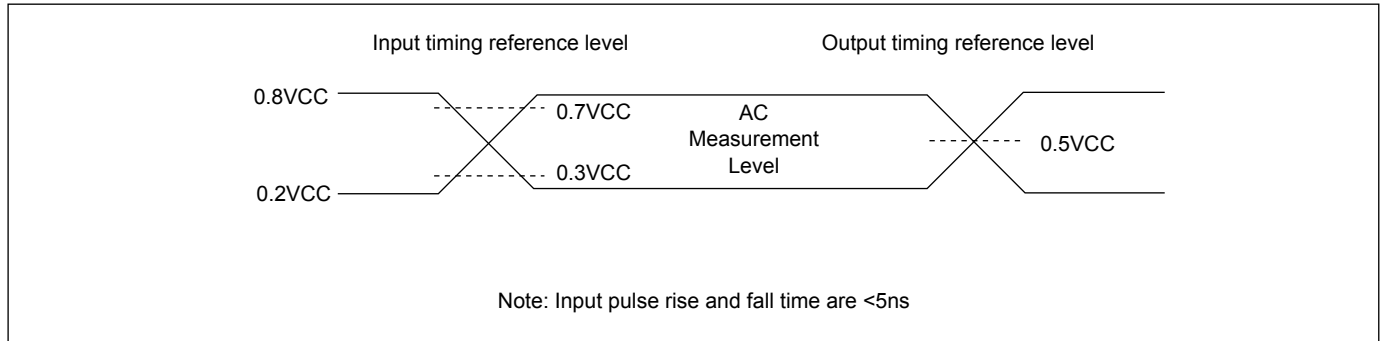 Input timing reference level
Output timing reference level
0.8VCC
0.7VCC
AC
Measurement
Level
0.5VCC
0.3VCC
0.2VCC
Note: Input pulse rise and fall time are <5ns